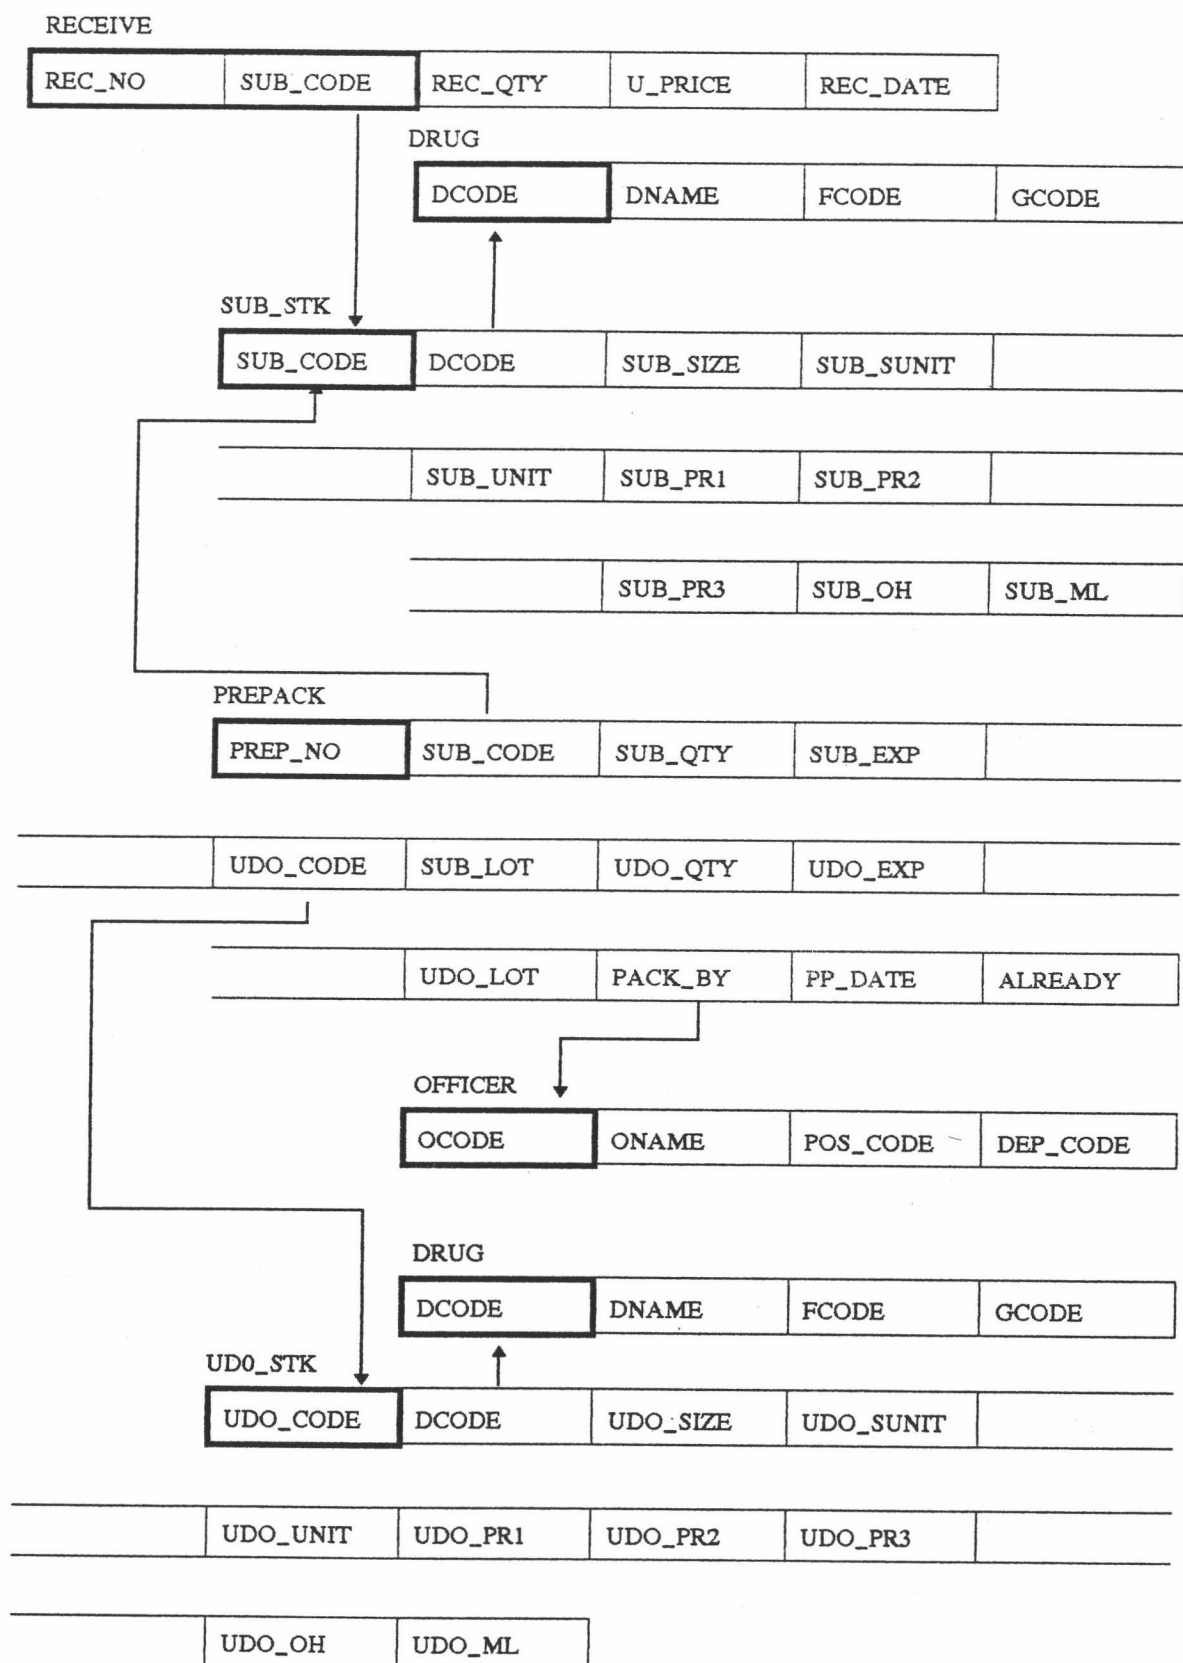 RECEIVE
REC_NO SUB_CODE REC_QTY U_PRICE REC_DATE
DRUG
DCODE DNAME FCODE GCODE
SUB_STK
SUB_CODE DCODE SUB_SIZE SUB_SUNIT
SUB_UNIT SUB_PR1 SUB_PR2
SUB_PR3 SUB_OH SUB_ML
PREPACK
PREP_NO SUB_CODE SUB_QTY SUB_EXP
UDO_CODE SUB_LOT UDO_QTY UDO_EXP
UDO_LOT PACK_BY PP_DATE ALREADY
OFFICER
OCODE ONAME POS_CODE DEP_CODE
DRUG
DCODE DNAME FCODE GCODE
UD0_STK
UDO_CODE DCODE UDO_SIZE UDO_SUNIT
UDO_UNIT UDO_PR1 UDO_PR2 UDO_PR3
UDO_OH UDO_ML